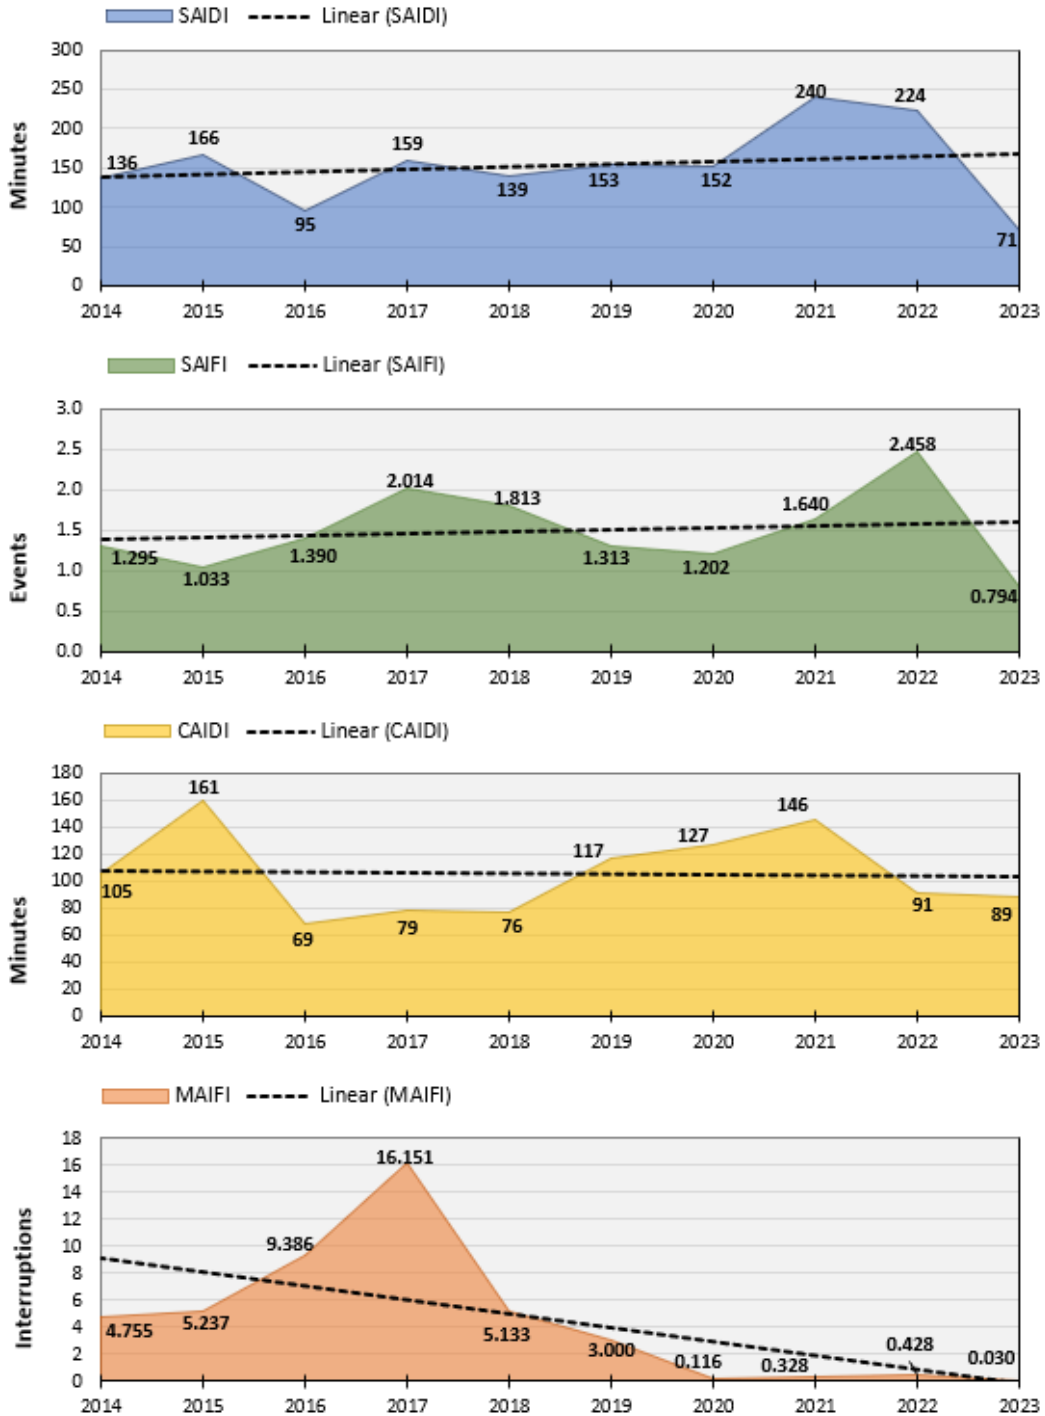 SAIDI Linear (SAIDI)
300
250
200
150
100
50
0
Minutes
136 166 95 159 139 153 152 240 224 71
2014 2015 2016 2017 2018 2019 2020 2021 2022 2023
SAIFI Linear (SAIFI)
3.0
2.5
2.0
1.5
1.0
0.5
0.0
Events
1.295 1.033 1.390 2.014 1.813 1.313 1.202 1.640 2.458 0.794
2014 2015 2016 2017 2018 2019 2020 2021 2022 2023
CAIDI Linear (CAIDI)
180
160
140
120
100
80
60
40
20
0
Minutes
105 161 69 79 76 117 127 146 91 89
2014 2015 2016 2017 2018 2019 2020 2021 2022 2023
MAIFI Linear (MAIFI)
18
16
14
12
10
8
6
4
2
0
Interruptions
4.755 5.237 9.386 16.151 5.133 3.000 0.116 0.328 0.428 0.030
2014 2015 2016 2017 2018 2019 2020 2021 2022 2023